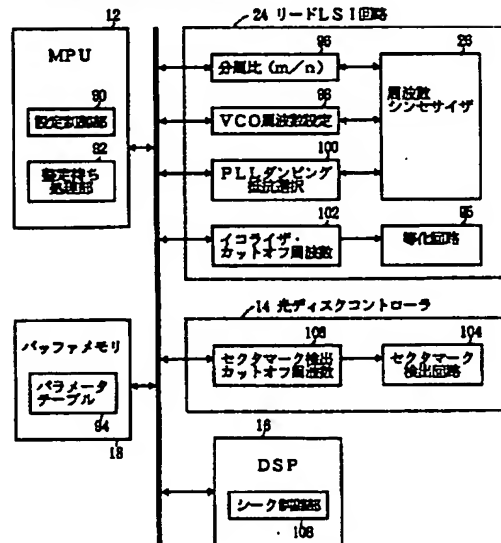 12
MPU
90
設定制御部
92
整定待ち
処理部
バッファメモリ
パラメータ
テーブル
94
18
24 リードLSI回路
96
分周比 (m/n)
98
VCO周波数設定
100
PLLダンピング
抵抗選択
102
イコライザ・
カットオフ周波数
26
周波数
シンセサイザ
95
等化回路
14 光ディスクコントローラ
106
セクタマーク検出
カットオフ周波数
104
セクタマーク
検出回路
16
DSP
シーク制御部
108